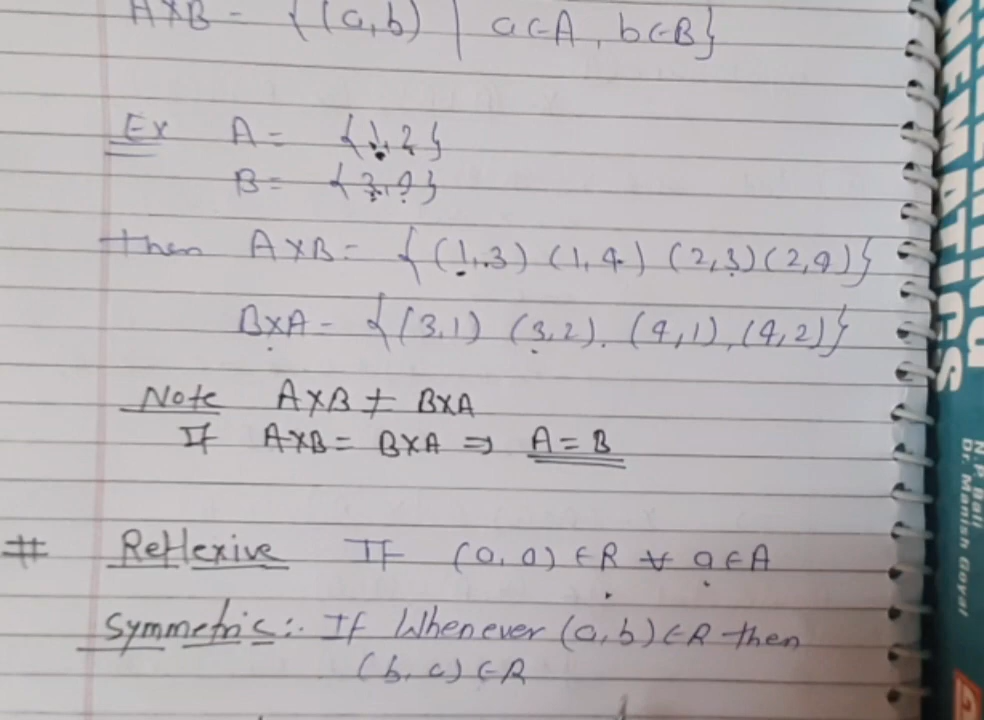 A×B = {(a,b) | a∈A, b∈B}
Ex A = {1,2}
B = {3,4}
then A×B = {(1,3) (1,4) (2,3) (2,4)}
B×A = {(3,1) (3,2), (4,1), (4,2)}
Note A×B ≠ B×A
If A×B = B×A ⇒ A = B
# Reflexive If (a,a) ∈ R ∀ a∈A
Symmetric:. If Whenever (a,b) ∈ R then
(b,a) ∈ R
N.P. Bali
Dr. Manish Goyal